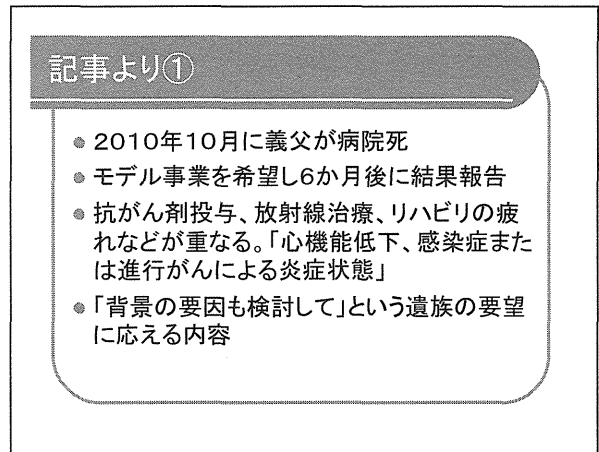 記事より①
● 2010年10月に義父が病院死
● モデル事業を希望し6か月後に結果報告
● 抗がん剤投与、放射線治療、リハビリの疲
れなどが重なる。「心機能低下、感染症また
は進行がんによる炎症状態」
● 「背景の要因も検討して」という遺族の要望
に応える内容